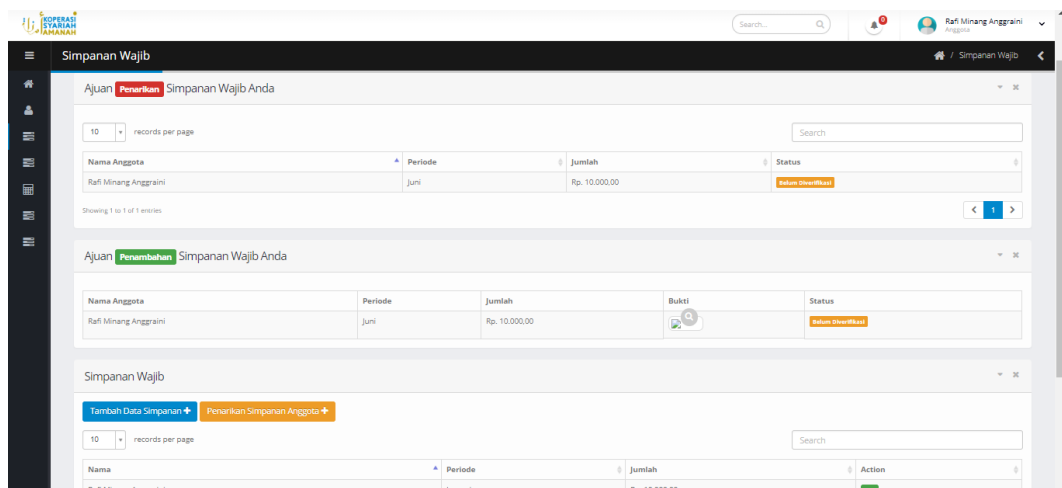 KOPERASI
SYARIAH
AMANAH
Search...
0
Rafi Minang Anggraini
Anggota
Simpanan Wajib
/ Simpanan Wajib
Ajuan Penarikan Simpanan Wajib Anda
10 records per page
Search
Nama Anggota Periode Jumlah Status
Rafi Minang Anggraini Juni Rp. 10.000,00 Belum Diverifikasi
Showing 1 to 1 of 1 entries
< 1 >
Ajuan Penambahan Simpanan Wajib Anda
Nama Anggota Periode Jumlah Bukti Status
Rafi Minang Anggraini Juni Rp. 10.000,00 Belum Diverifikasi
Simpanan Wajib
Tambah Data Simpanan + Penarikan Simpanan Anggota +
10 records per page
Search
Nama Periode Jumlah Action